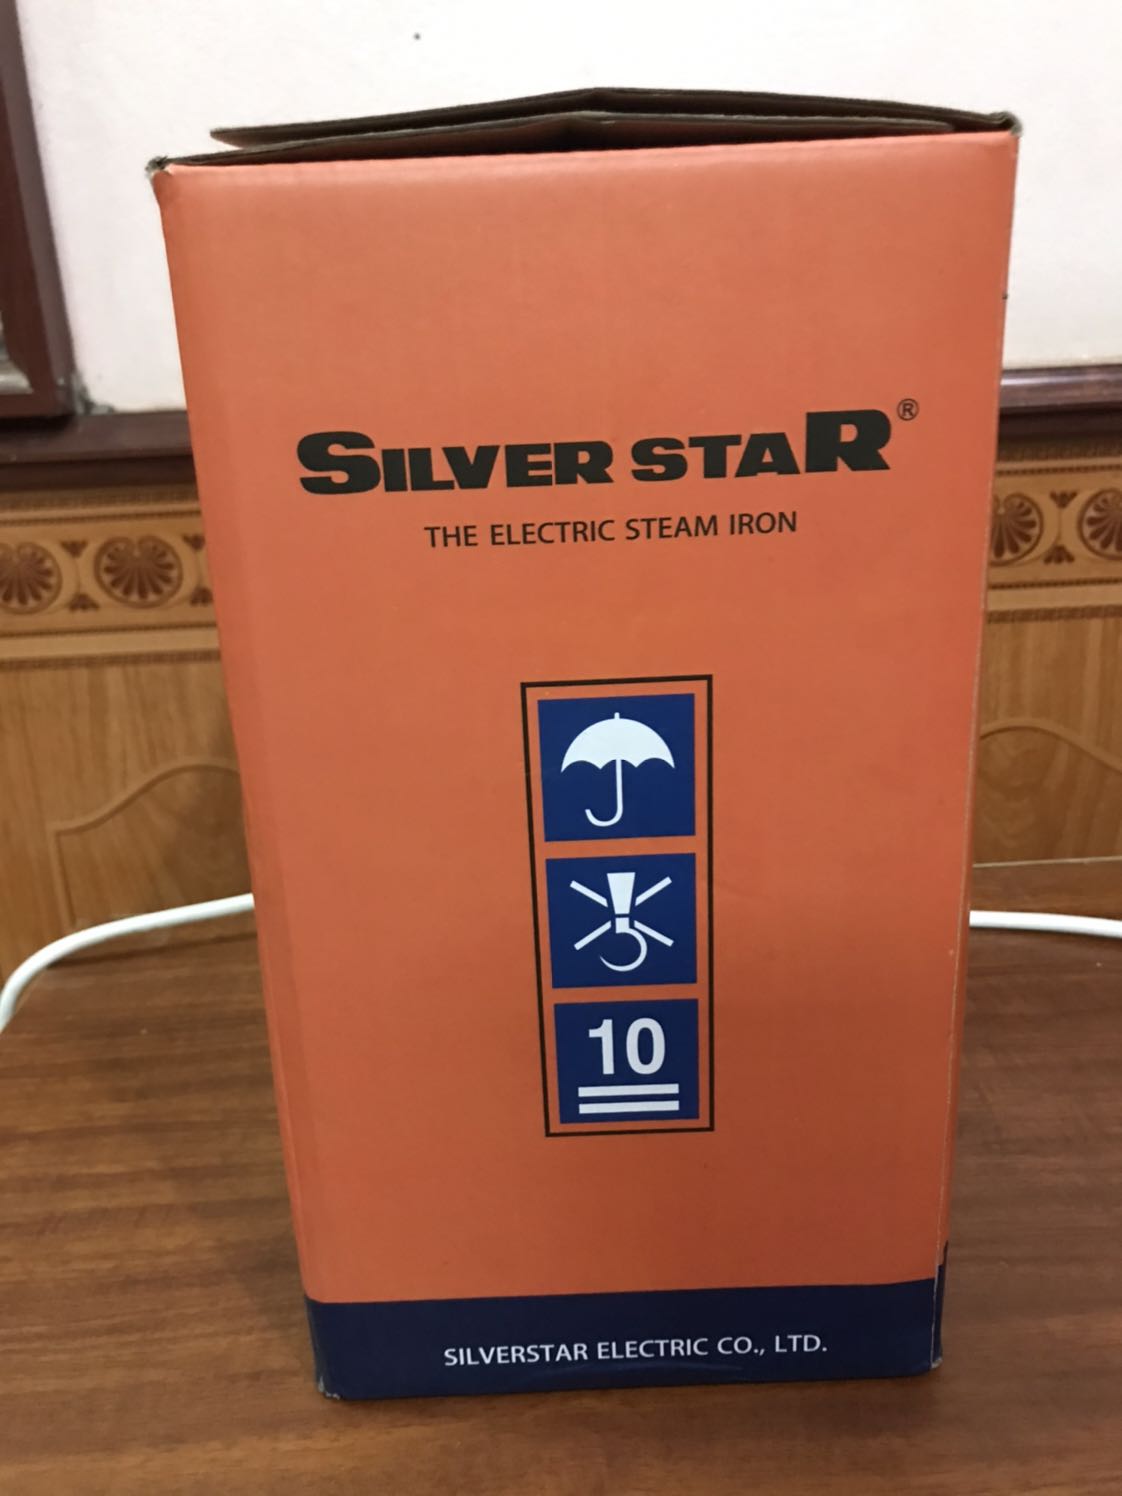 SILVER STAR®
THE ELECTRIC STEAM IRON
10
SILVERSTAR ELECTRIC CO., LTD.